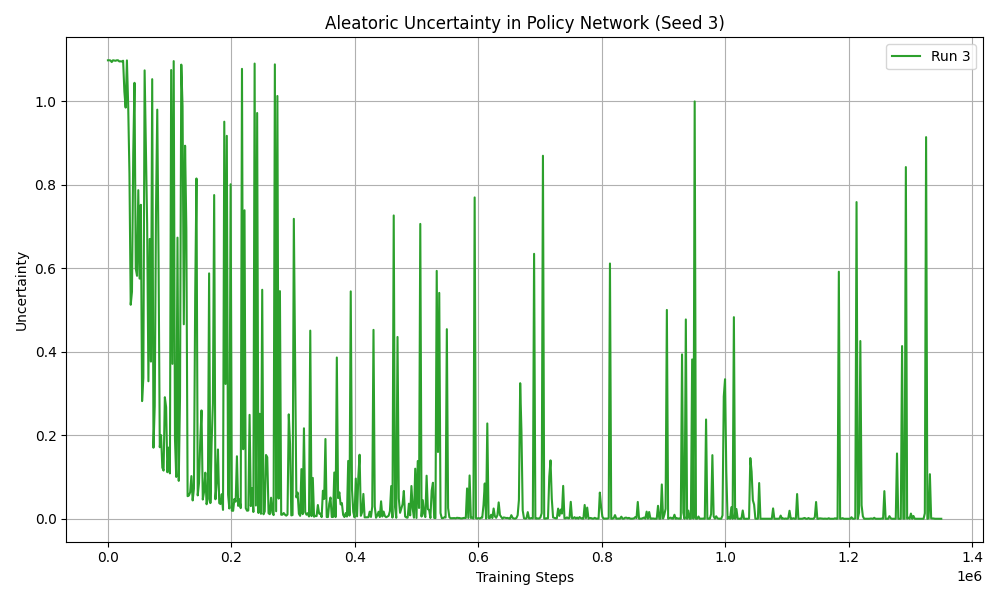 Aleatoric Uncertainty in Policy Network (Seed 3)
Run 3
Uncertainty
1.0
0.8
0.6
0.4
0.2
0.0
0.0 0.2 0.4 0.6 0.8 1.0 1.2 1.4
1e6
Training Steps